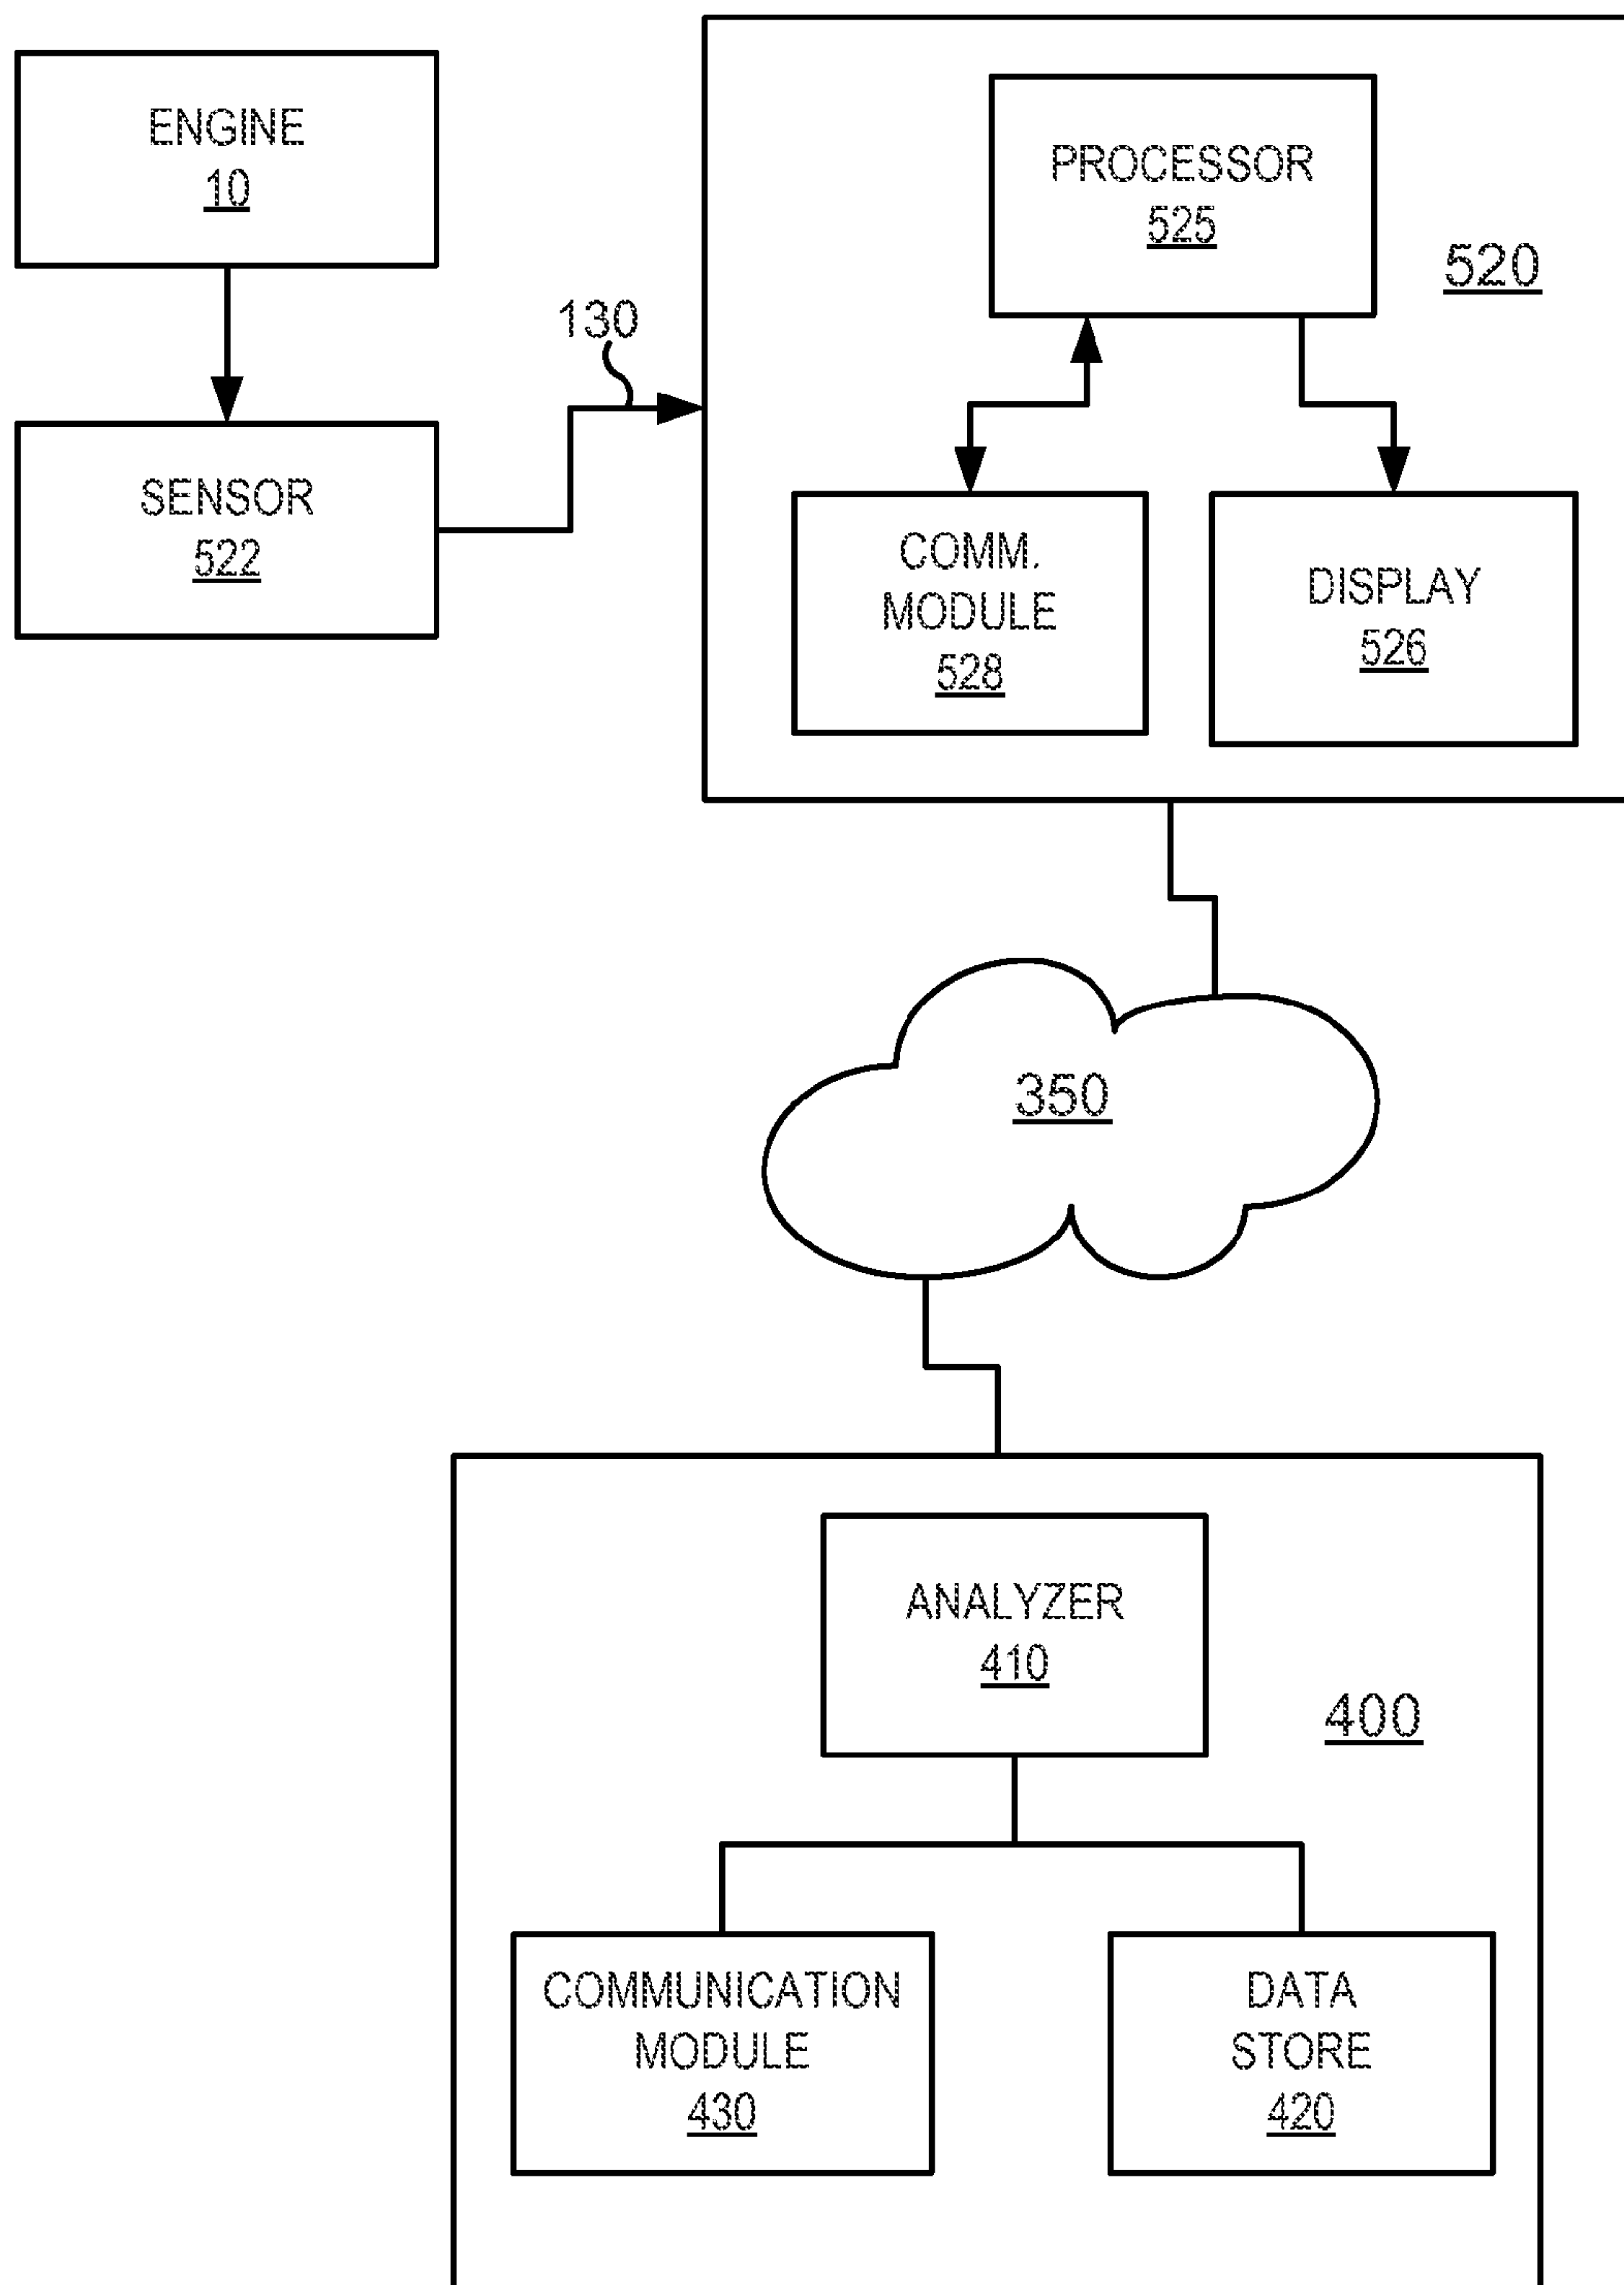 ENGINE
10
PROCESSOR
525
520
130
SENSOR
522
COMM.
MODULE
528
DISPLAY
526
350
ANALYZER
410
400
COMMUNICATION
MODULE
430
DATA
STORE
420